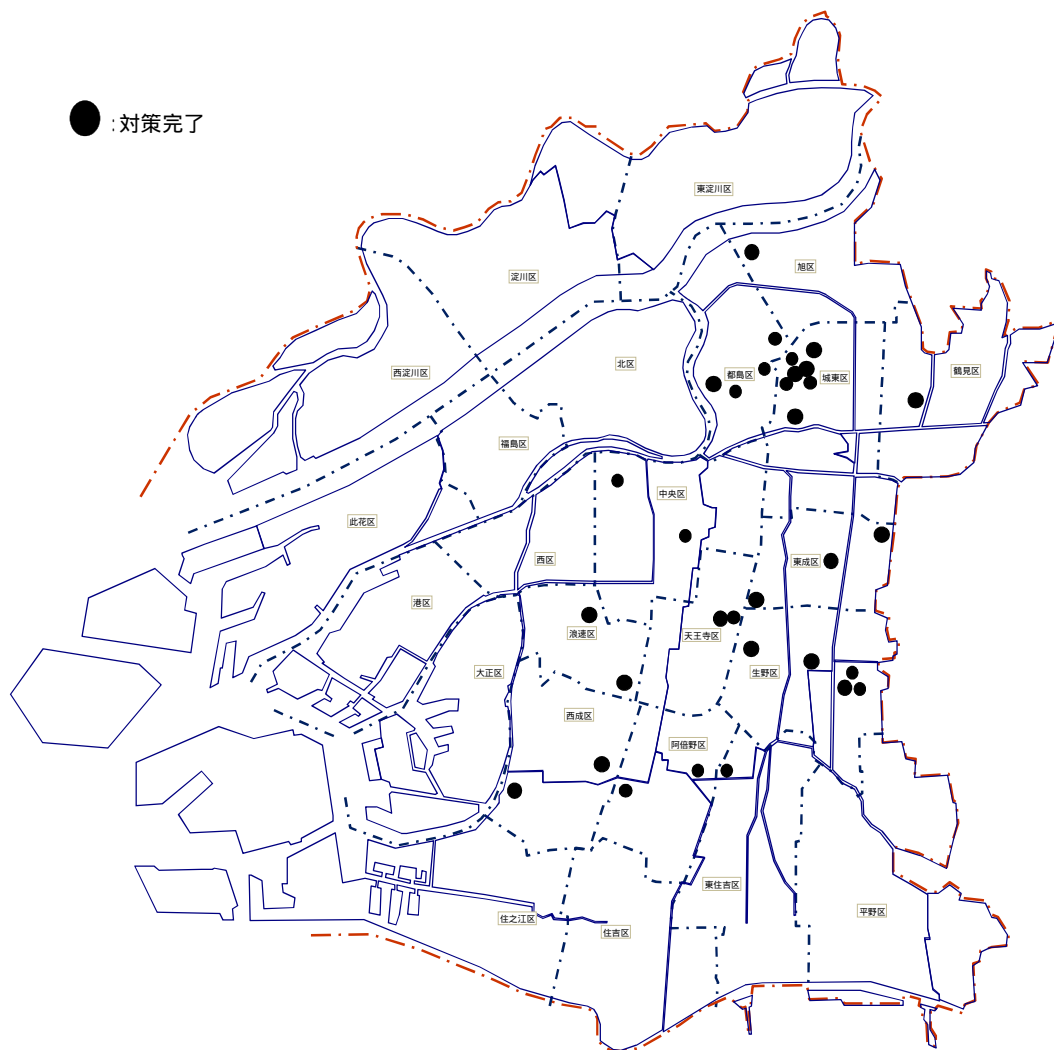 :対策完了
東淀川区
旭区
淀川区
北区
西淀川区
都島区
城東区
鶴見区
福島区
中央区
此花区
西区
東成区
港区
浪速区
天王寺区
大正区
生野区
西成区
阿倍野区
東住吉区
住之江区
住吉区
平野区